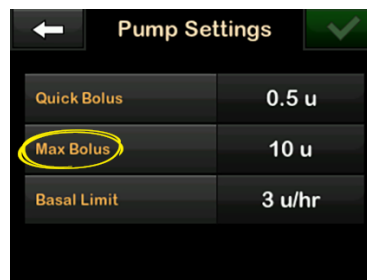 Pump Settings
Quick Bolus 0.5 u
Max Bolus 10 u
Basal Limit 3 u/hr